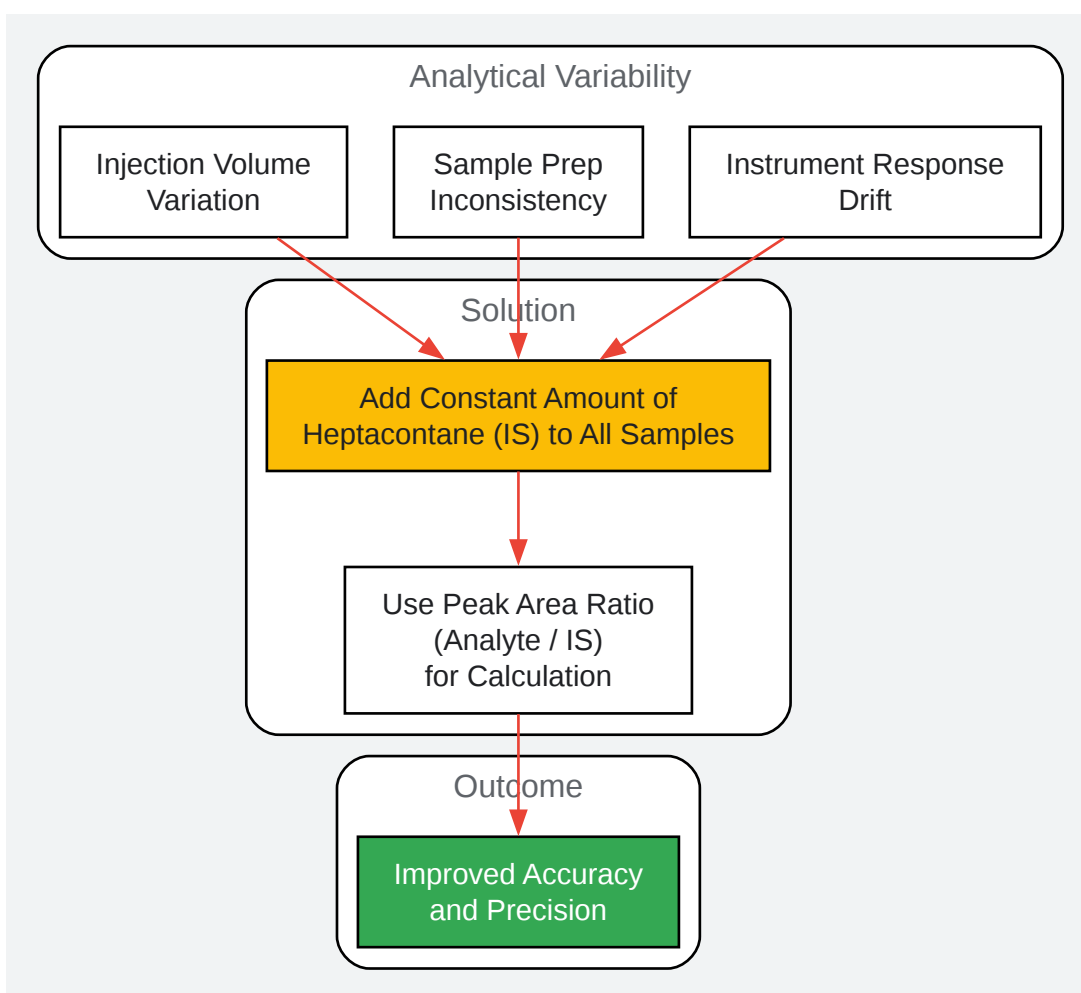 Analytical Variability
Injection Volume
Variation
Sample Prep
Inconsistency
Instrument Response
Drift
Solution
Add Constant Amount of
Heptacontane (IS) to All Samples
Use Peak Area Ratio
(Analyte / IS)
for Calculation
Outcome
Improved Accuracy
and Precision